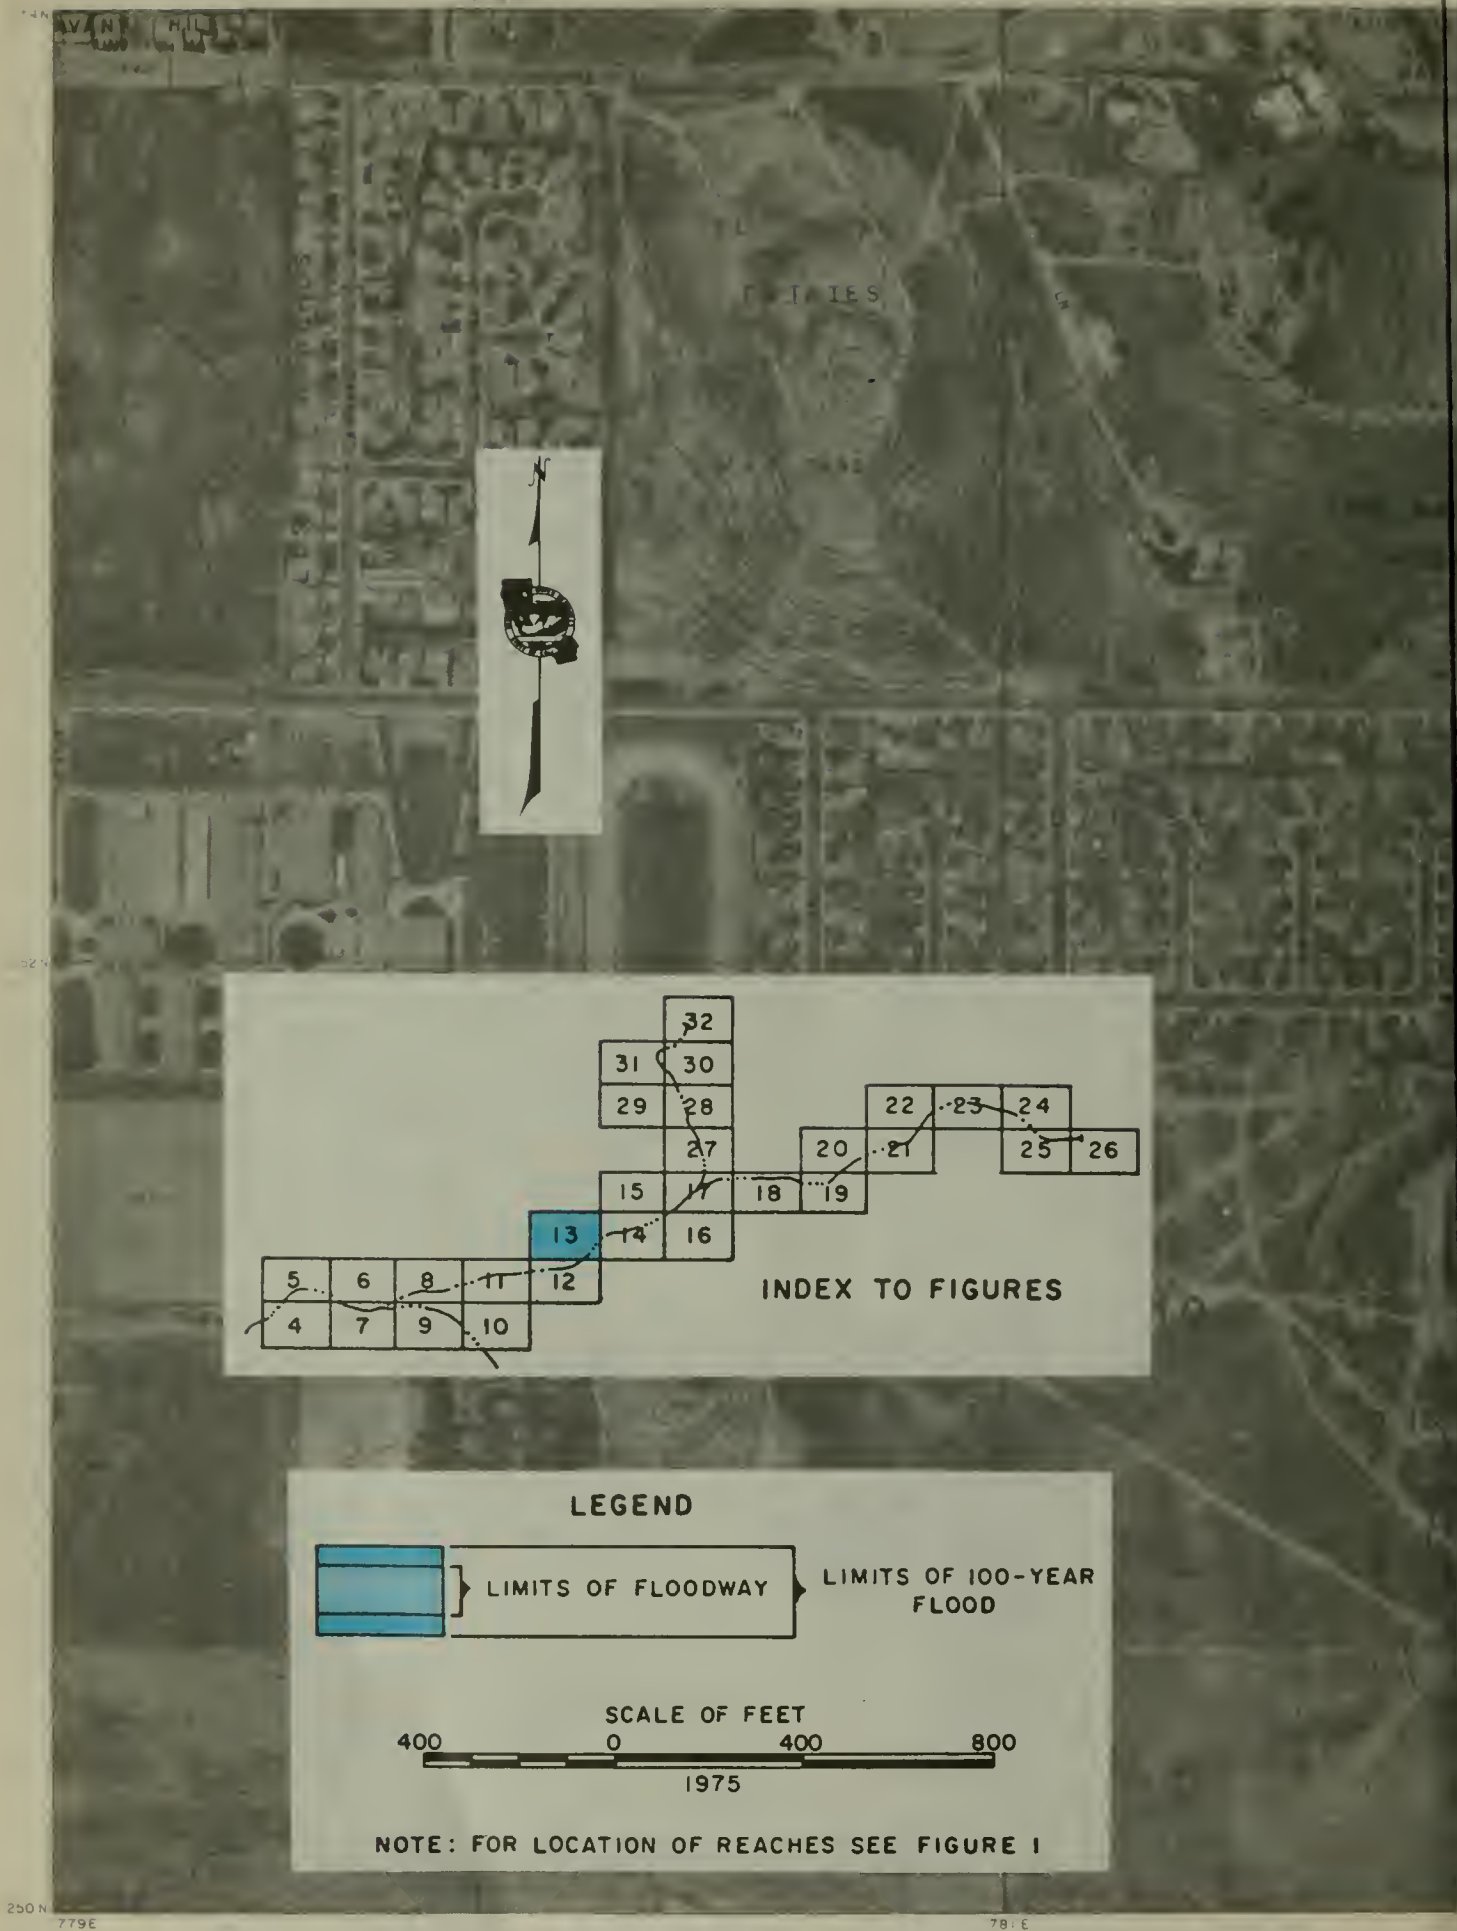 N
32
31 30
29 28 22 23 24
27 20 21 25 26
15 17 18 19
13 14 16
5 6 8 11 12 INDEX TO FIGURES
4 7 9 10
LEGEND
LIMITS OF FLOODWAY
LIMITS OF 100-YEAR
FLOOD
SCALE OF FEET
400 0 400 800
1975
NOTE: FOR LOCATION OF REACHES SEE FIGURE 1
250 N
779E 781E